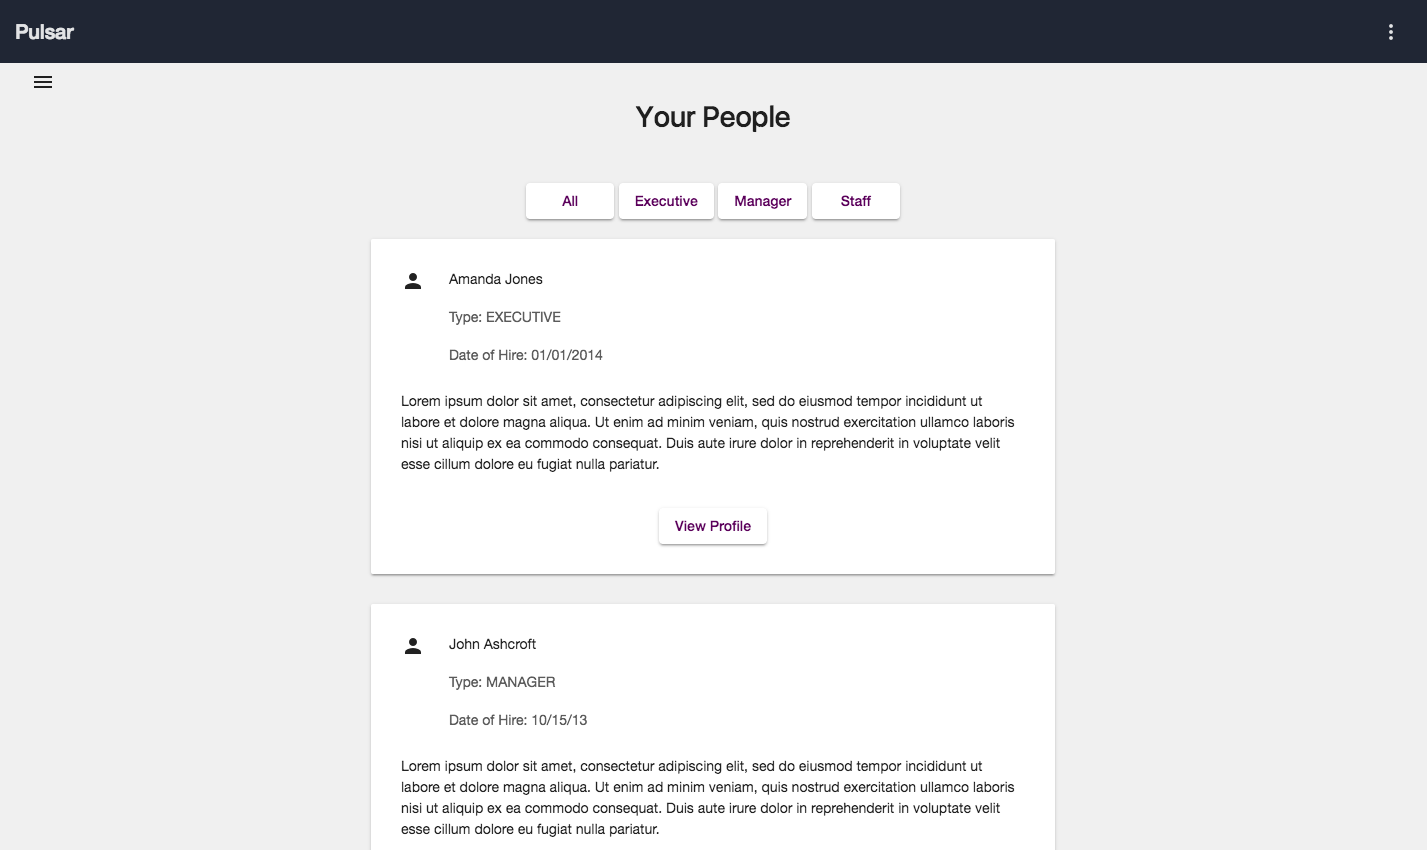 Pulsar
Your People
All Executive Manager Staff
Amanda Jones
Type: EXECUTIVE
Date of Hire: 01/01/2014
Lorem ipsum dolor sit amet, consectetur adipiscing elit, sed do eiusmod tempor incididunt ut
labore et dolore magna aliqua. Ut enim ad minim veniam, quis nostrud exercitation ullamco laboris
nisi ut aliquip ex ea commodo consequat. Duis aute irure dolor in reprehenderit in voluptate velit
esse cillum dolore eu fugiat nulla pariatur.
View Profile
John Ashcroft
Type: MANAGER
Date of Hire: 10/15/13
Lorem ipsum dolor sit amet, consectetur adipiscing elit, sed do eiusmod tempor incididunt ut
labore et dolore magna aliqua. Ut enim ad minim veniam, quis nostrud exercitation ullamco laboris
nisi ut aliquip ex ea commodo consequat. Duis aute irure dolor in reprehenderit in voluptate velit
esse cillum dolore eu fugiat nulla pariatur.